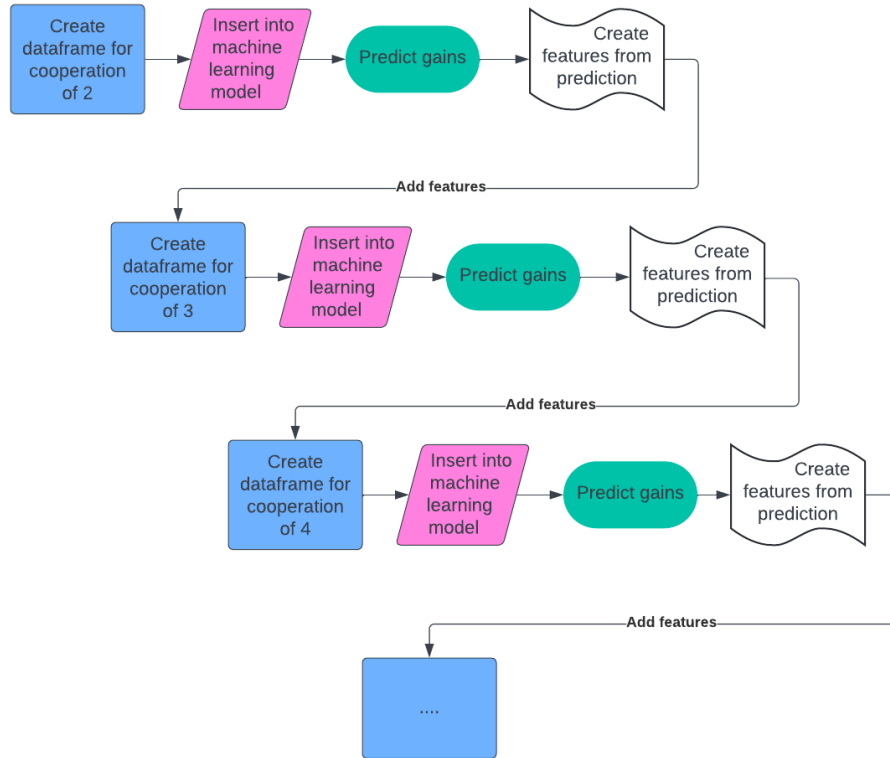 Create
dataframe for
cooperation
of 2
Insert into
machine
learning
model
Predict gains
Create
features from
prediction
Add features
Create
dataframe for
cooperation
of 3
Insert into
machine
learning
model
Predict gains
Create
features from
prediction
Add features
Create
dataframe for
cooperation
of 4
Insert into
machine
learning
model
Predict gains
Create
features from
prediction
Add features
....